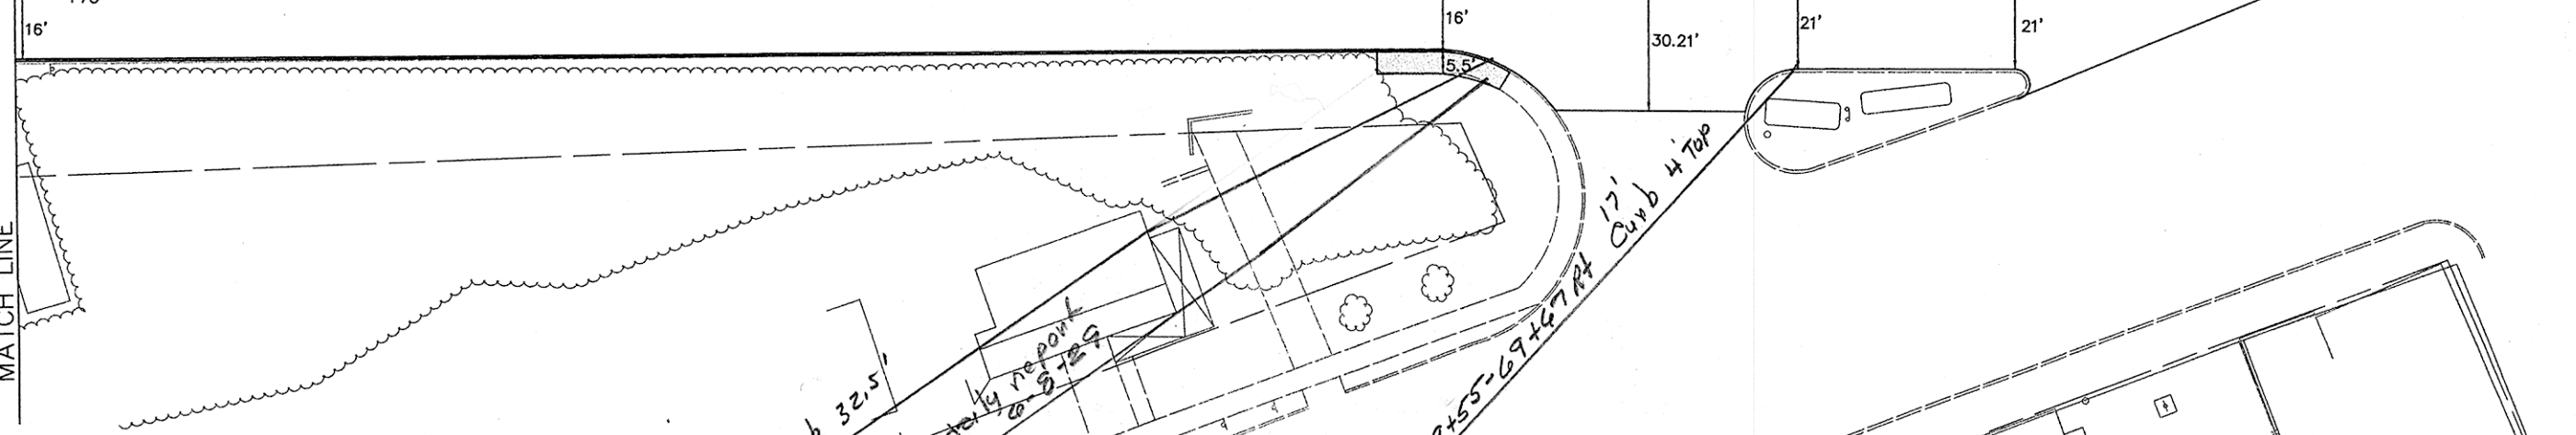 16'
16'
5.5'
30.21'
21'
21'
MATCH LINE
32.5'
report
6-8-29
17'
Curb 4' Top
+55-69+67 Rt